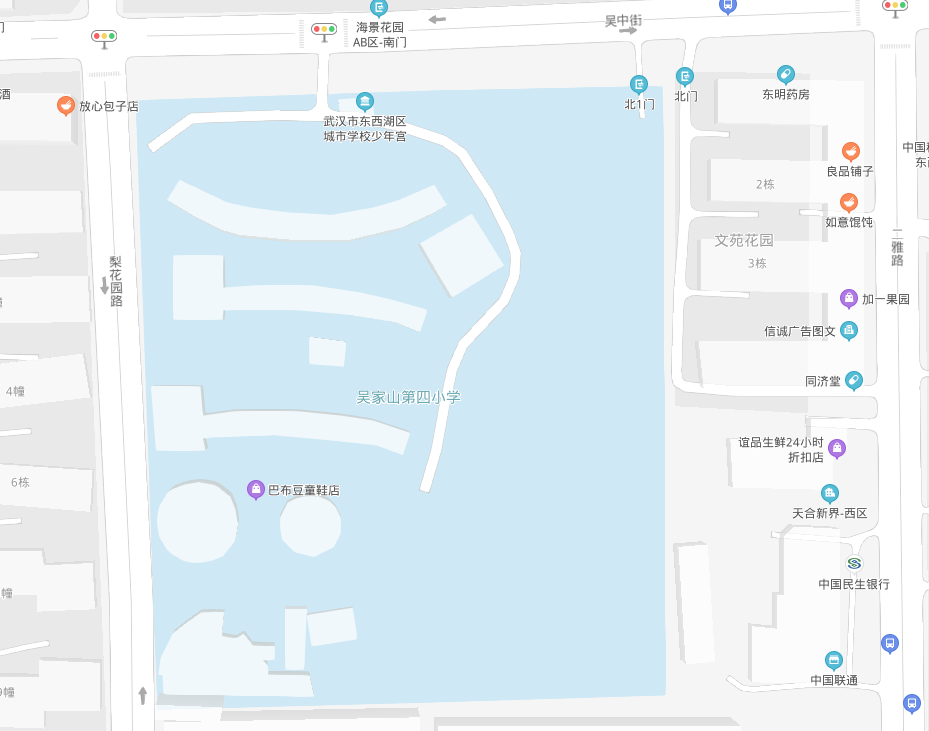 吴中街
海景花园
AB区-南门
门
酒
放心包子店
武汉市东西湖区
城市学校少年宫
北1门
北门
东明药房
良品铺子
2栋
如意馄饨
文苑花园
3栋
二雅路
梨花园路
加一果园
信诚广告图文
同济堂
4幢
吴家山第四小学
谊品生鲜24小时
折扣店
6栋
巴布豆童鞋店
天合新界-西区
中国民生银行
幢
中国联通
9幢